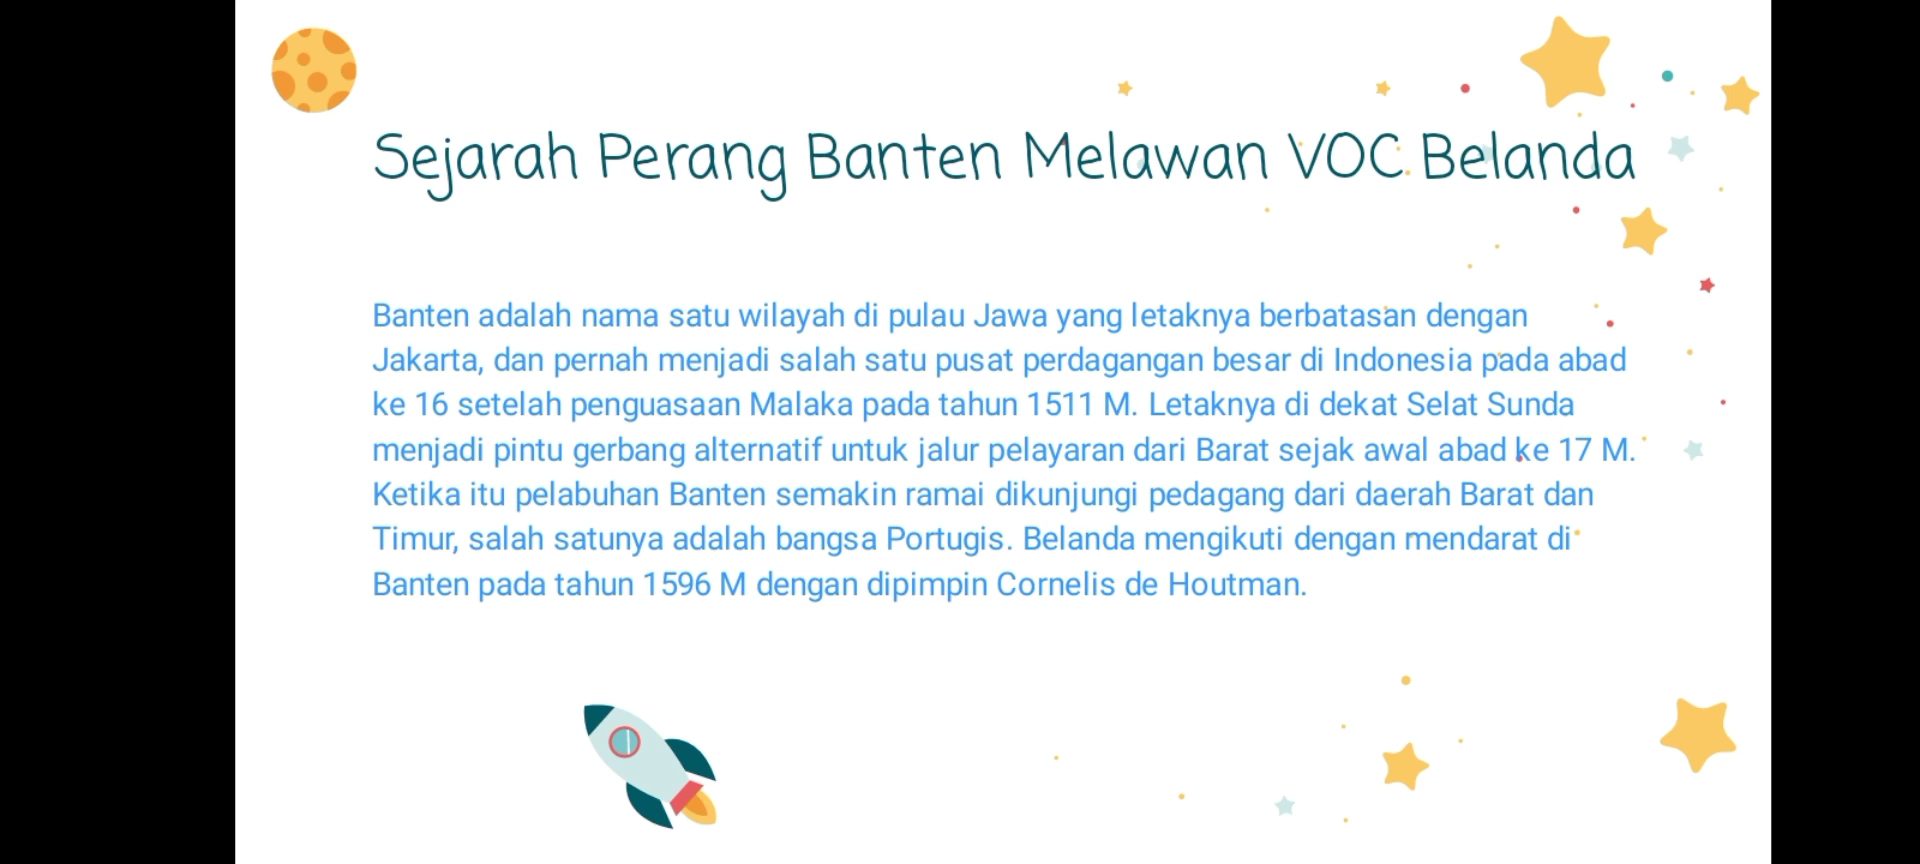 Sejarah Perang Banten Melawan VOC Belanda
Banten adalah nama satu wilayah di pulau Jawa yang letaknya berbatasan dengan
Jakarta, dan pernah menjadi salah satu pusat perdagangan besar di Indonesia pada abad
ke 16 setelah penguasaan Malaka pada tahun 1511 M. Letaknya di dekat Selat Sunda
menjadi pintu gerbang alternatif untuk jalur pelayaran dari Barat sejak awal abad ke 17 M.
Ketika itu pelabuhan Banten semakin ramai dikunjungi pedagang dari daerah Barat dan
Timur, salah satunya adalah bangsa Portugis. Belanda mengikuti dengan mendarat di
Banten pada tahun 1596 M dengan dipimpin Cornelis de Houtman.